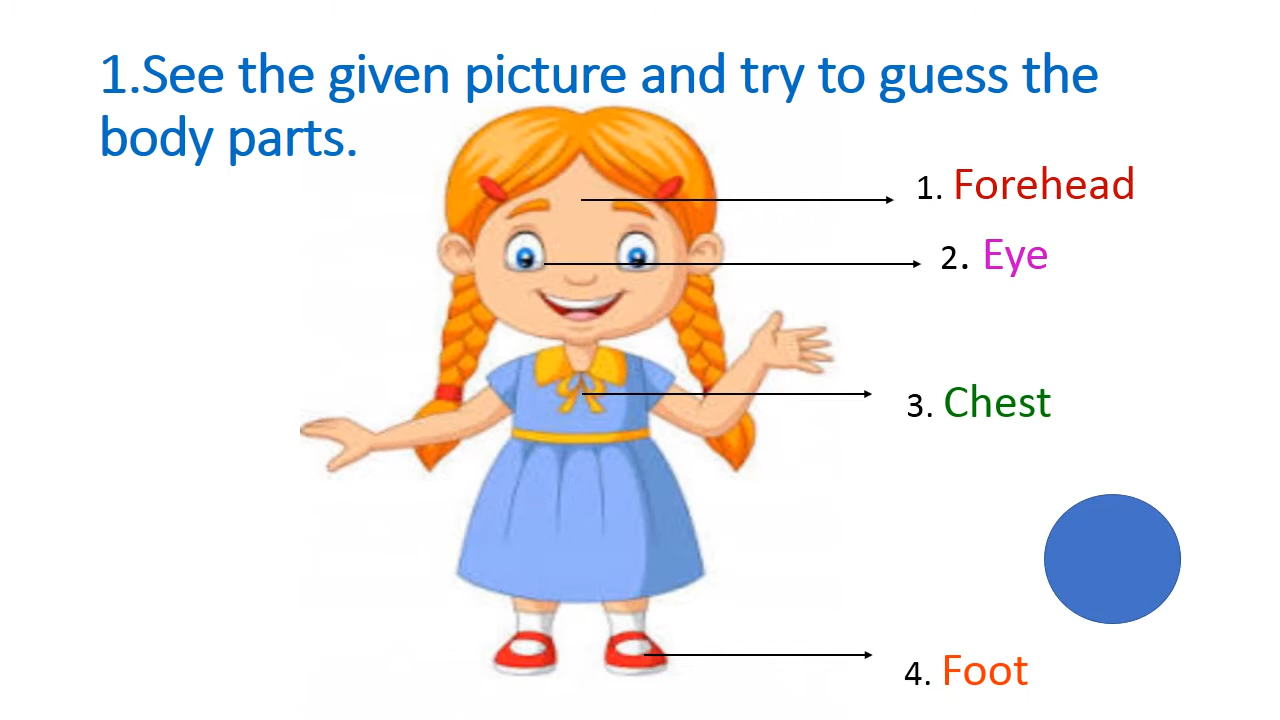 1.See the given picture and try to guess the
body parts.
1. Forehead
2. Eye
3. Chest
4. Foot